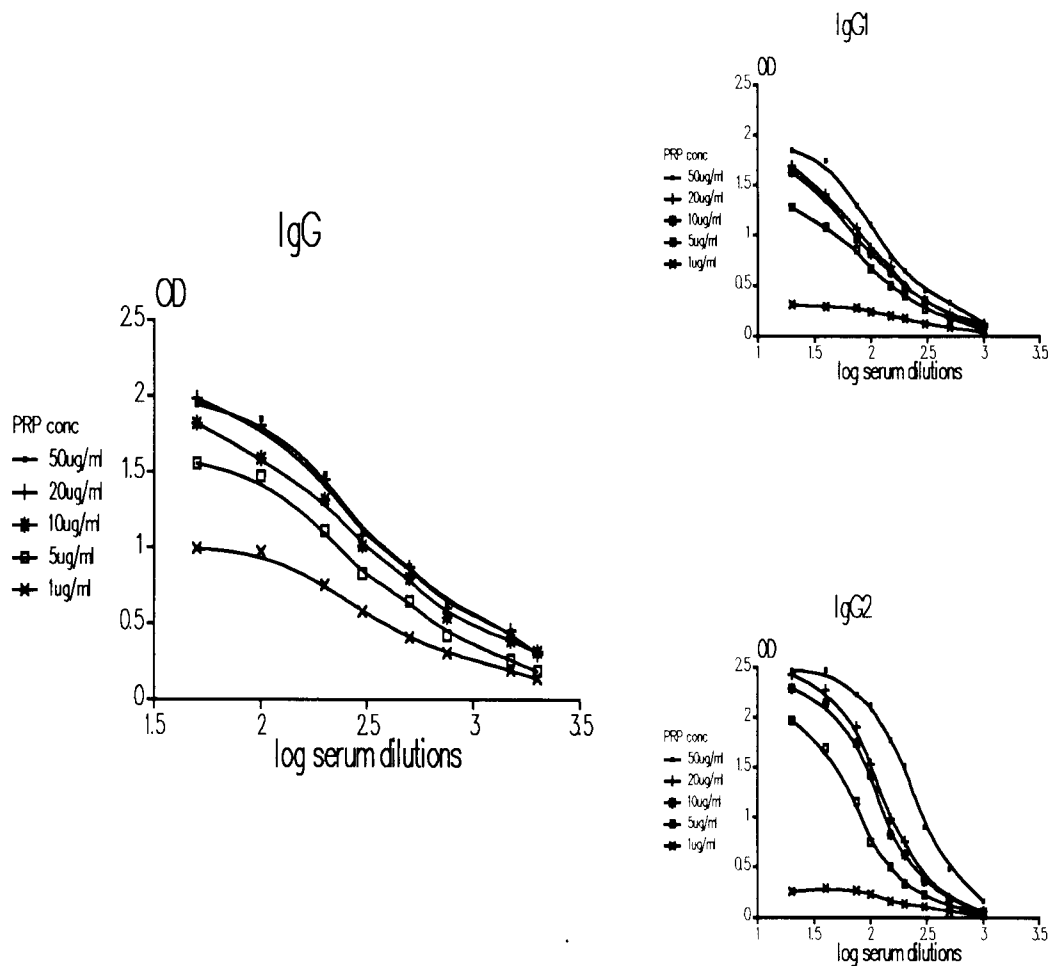 IgG
OD
2.5
2
1.5
1
0.5
0
1.5 2 2.5 3 3.5
log serum dilutions
PRP conc
50ug/ml
20ug/ml
10ug/ml
5ug/ml
1ug/ml
IgG1
OD
2.5
2
1.5
1
0.5
0
1 1.5 2 2.5 3 3.5
log serum dilutions
PRP conc
50ug/ml
20ug/ml
10ug/ml
5ug/ml
1ug/ml
IgG2
OD
2.5
2
1.5
1
0.5
0
1 1.5 2 2.5 3 3.5
log serum dilutions
PRP conc
50ug/ml
20ug/ml
10ug/ml
5ug/ml
1ug/ml